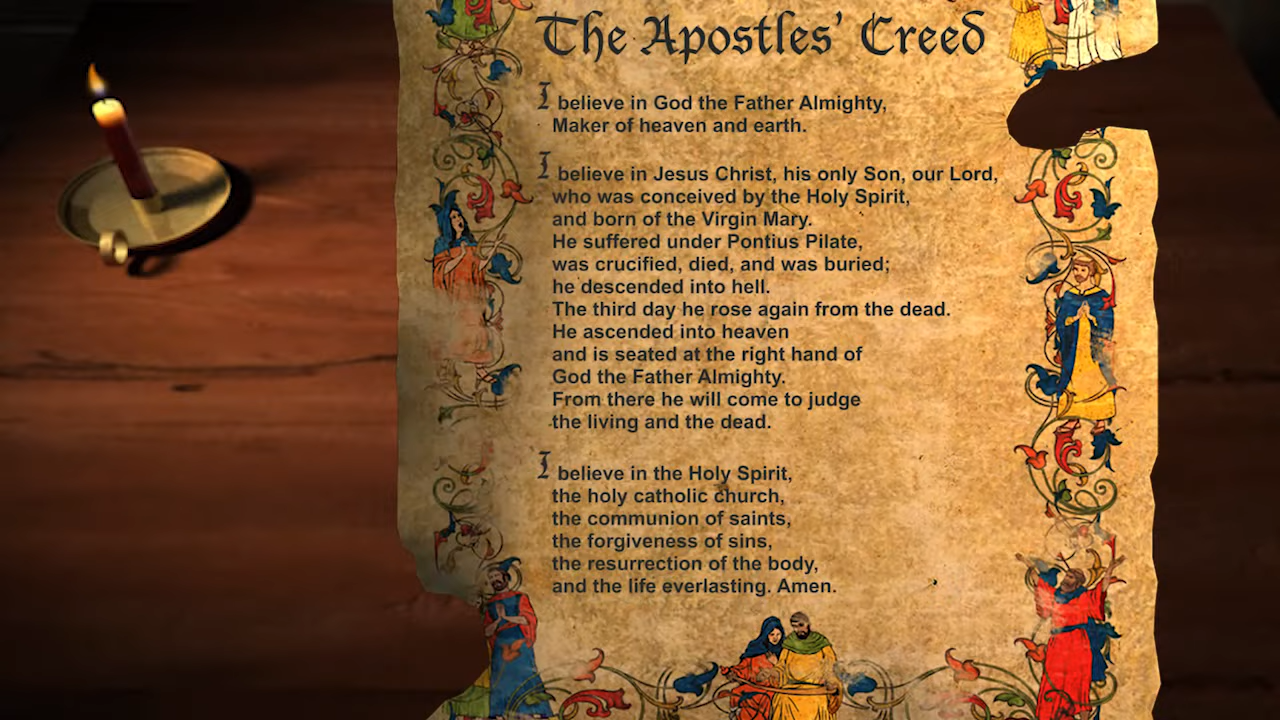 The Apostles' Creed
I believe in God the Father Almighty,
Maker of heaven and earth.
I believe in Jesus Christ, his only Son, our Lord,
who was conceived by the Holy Spirit,
and born of the Virgin Mary.
He suffered under Pontius Pilate,
was crucified, died, and was buried;
he descended into hell.
The third day he rose again from the dead.
He ascended into heaven
and is seated at the right hand of
God the Father Almighty.
From there he will come to judge
the living and the dead.
I believe in the Holy Spirit,
the holy catholic church,
the communion of saints,
the forgiveness of sins,
the resurrection of the body,
and the life everlasting. Amen.